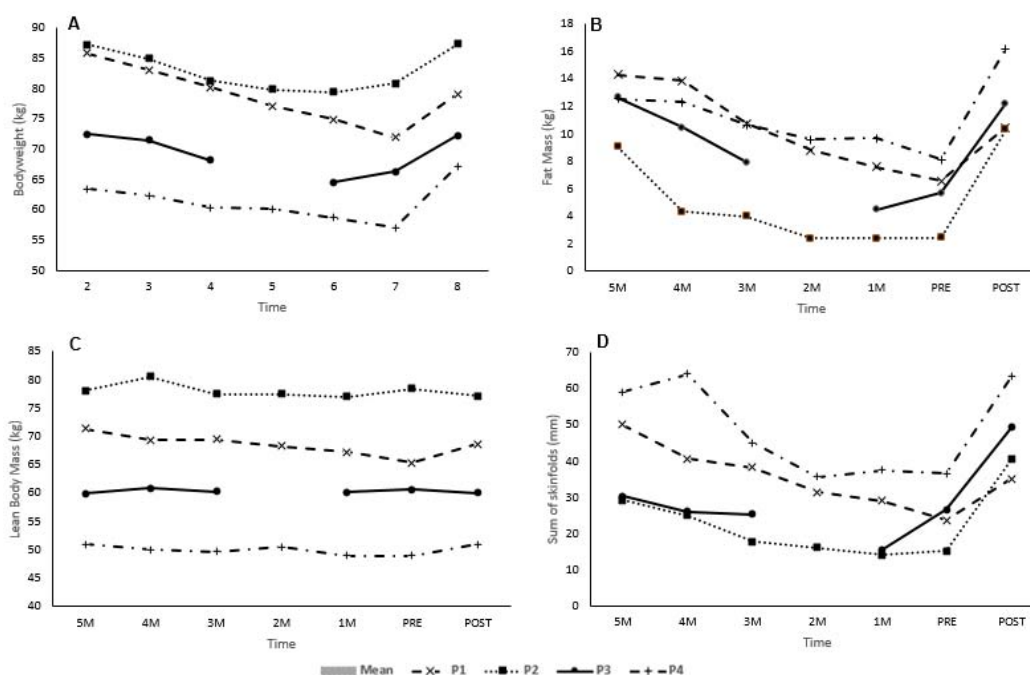 A
Bodyweight (kg)
90
85
80
75
70
65
60
55
50
2 3 4 5 6 7 8
Time
B
Fat Mass (kg)
18
16
14
12
10
8
6
4
2
0
5M 4M 3M 2M 1M PRE POST
Time
C
Lean Body Mass (kg)
85
80
75
70
65
60
55
50
45
40
5M 4M 3M 2M 1M PRE POST
Time
D
Sum of skinfolds (mm)
70
60
50
40
30
20
10
0
5M 4M 3M 2M 1M PRE POST
Time
Mean P1 P2 P3 P4